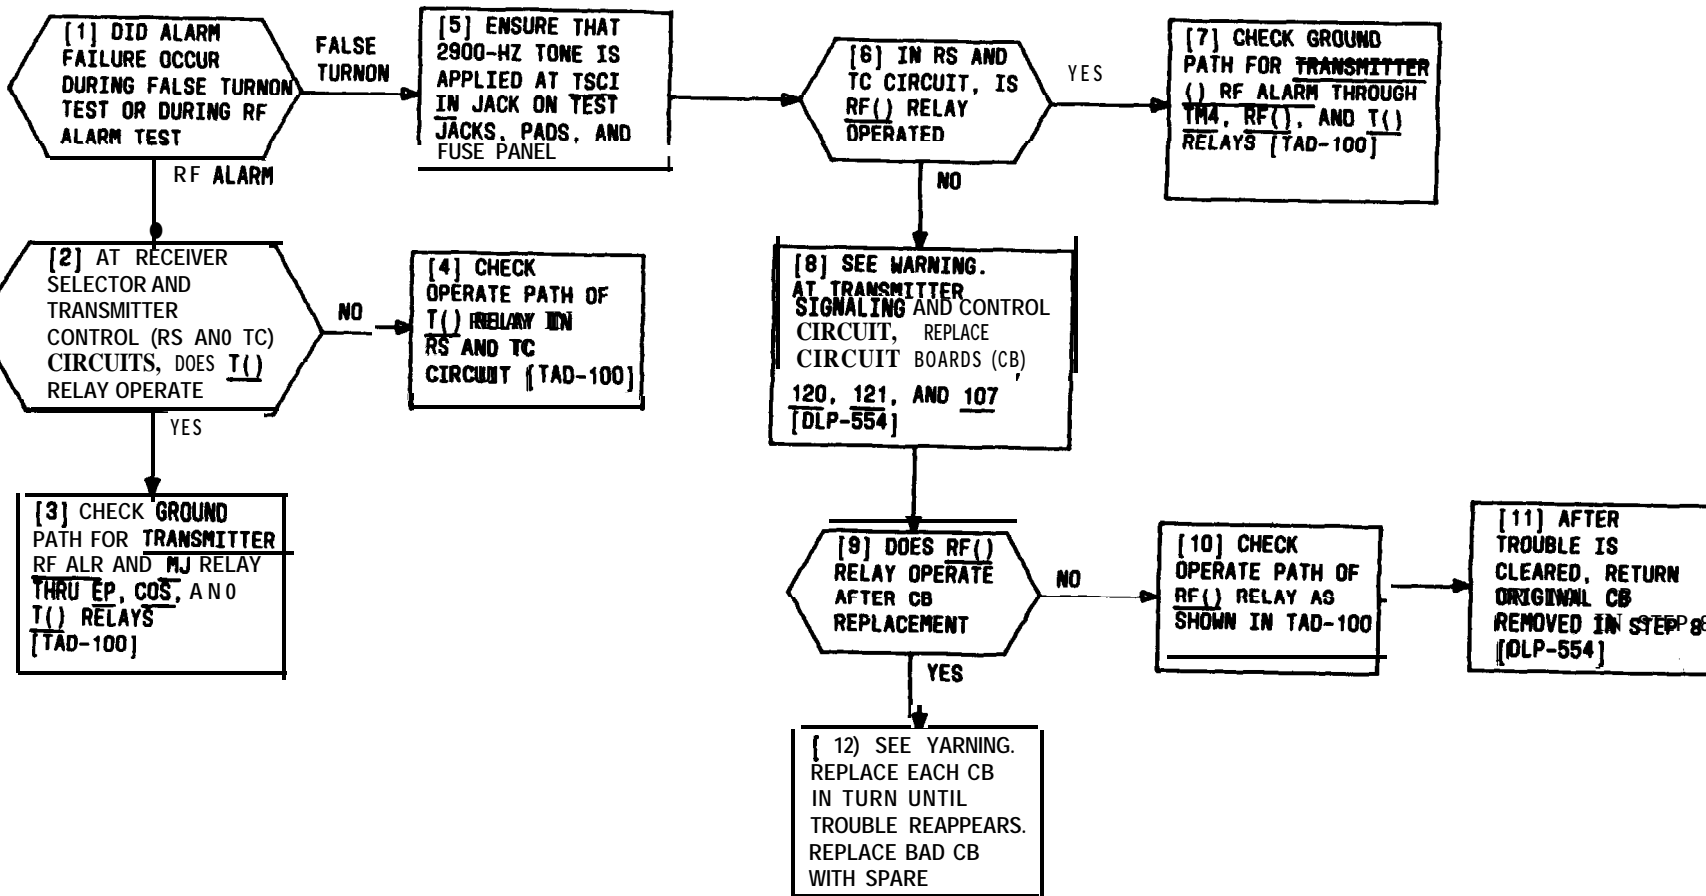 [1] DID ALARM
FAILURE OCCUR
DURING FALSE TURNON
TEST OR DURING RF
ALARM TEST
FALSE
TURNON
RF ALARM
[5] ENSURE THAT
2900-HZ TONE IS
APPLIED AT TSCI
IN JACK ON TEST
JACKS, PADS, AND
FUSE PANEL
[6] IN RS AND
TC CIRCUIT, IS
RF() RELAY
OPERATED
YES
NO
[7] CHECK GROUND
PATH FOR TRANSMITTER
() RF ALARM THROUGH
TM4, RF(), AND T()
RELAYS [TAD-100]
[2] AT RECEIVER
SELECTOR AND
TRANSMITTER
CONTROL (RS AN0 TC)
CIRCUITS, DOES T()
RELAY OPERATE
NO
YES
[4] CHECK
OPERATE PATH OF
T() RELAY IN
RS AND TC
CIRCUIT [TAD-100]
[8] SEE WARNING.
AT TRANSMITTER
SIGNALING AND CONTROL
CIRCUIT, REPLACE
CIRCUIT BOARDS (CB)
120, 121, AND 107
[DLP-554]
[3] CHECK GROUND
PATH FOR TRANSMITTER
RF ALR AND MJ RELAY
THRU EP, COS, AN0
T() RELAYS
[TAD-100]
[9] DOES RF()
RELAY OPERATE
AFTER CB
REPLACEMENT
NO
YES
[10] CHECK
OPERATE PATH OF
RF() RELAY AS
SHOWN IN TAD-100
[11] AFTER
TROUBLE IS
CLEARED, RETURN
ORIGINAL CB
REMOVED IN STEP 8
[DLP-554]
[ 12) SEE YARNING.
REPLACE EACH CB
IN TURN UNTIL
TROUBLE REAPPEARS.
REPLACE BAD CB
WITH SPARE